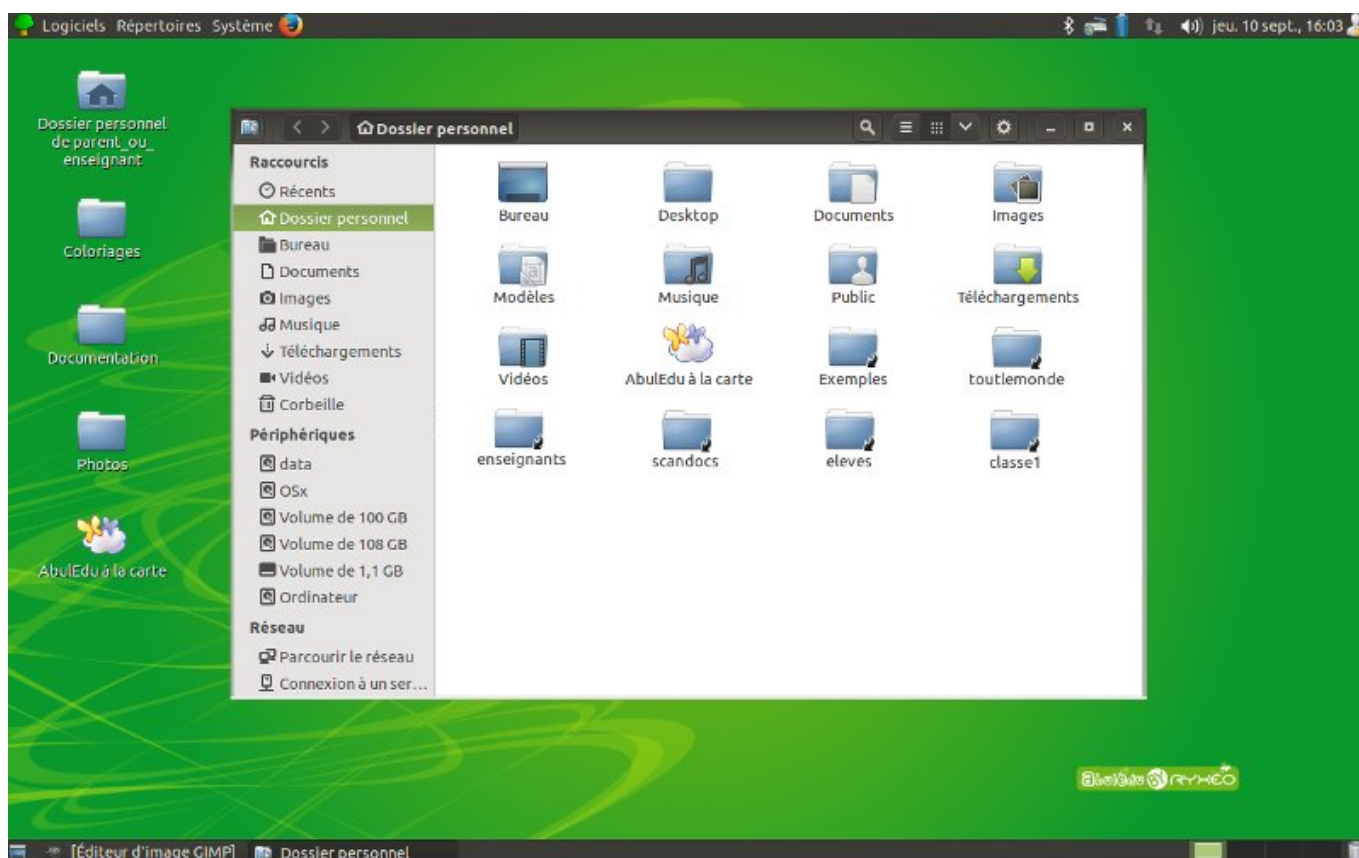 Logiciels Répertoires Système
jeu. 10 sept., 16:03
Dossier personnel
de parent_ou_
enseignant
Coloriages
Documentation
Photos
AbulEdu à la carte
Dossier personnel
Raccourcis
Récents
Dossier personnel
Bureau
Documents
Images
Musique
Téléchargements
Vidéos
Corbeille
Périphériques
data
OSx
Volume de 100 GB
Volume de 108 GB
Volume de 1,1 GB
Ordinateur
Réseau
Parcourir le réseau
Connexion à un ser...
Bureau Desktop Documents Images
Modèles Musique Public Téléchargements
Vidéos AbulEdu à la carte Exemples toutlemonde
enseignants scandocs eleves classe1
AbulÉdu RYXÉO
[Éditeur d'image GIMP] Dossier personnel